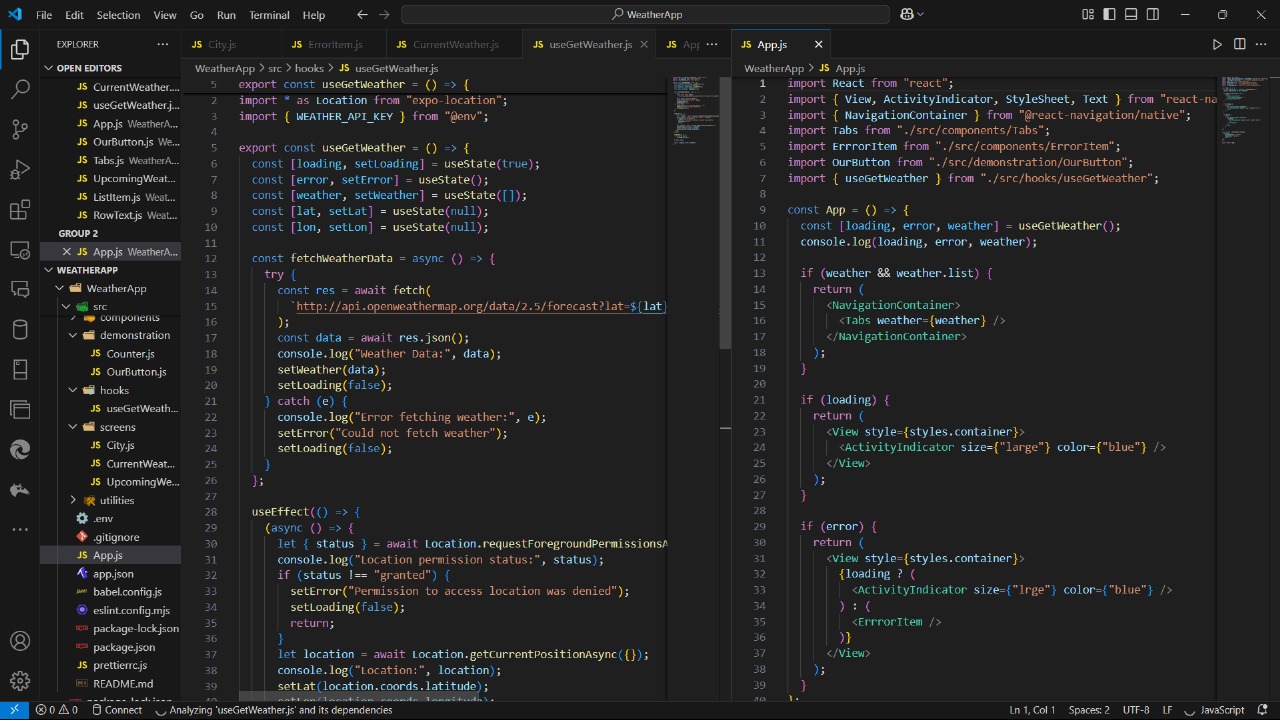 File Edit Selection View Go Run Terminal Help
WeatherApp
EXPLORER
OPEN EDITORS
CurrentWeather...
useGetWeather.j...
App.js WeatherA...
OurButton.js We...
Tabs.js WeatherA...
UpcomingWeat...
ListItem.js Weat...
RowText.js Weat...
GROUP 2
App.js WeatherA...
WEATHERAPP
WeatherApp
src
components
demonstration
Counter.js
OurButton.js
hooks
useGetWeath...
screens
City.js
CurrentWeat...
UpcomingWe...
utilities
.env
.gitignore
App.js
app.json
babel.config.js
eslint.config.mjs
package-lock.json
package.json
prettierrc.js
README.md
City.js ErrorItem.js CurrentWeather.js useGetWeather.js App
WeatherApp > src > hooks > useGetWeather.js
5 export const useGetWeather = () => {
2 import * as Location from "expo-location";
3 import { WEATHER_API_KEY } from "@env";
4
5 export const useGetWeather = () => {
6 const [loading, setLoading] = useState(true);
7 const [error, setError] = useState();
8 const [weather, setWeather] = useState([]);
9 const [lat, setLat] = useState(null);
10 const [lon, setLon] = useState(null);
11
12 const fetchWeatherData = async () => {
13 try {
14 const res = await fetch(
15 `http://api.openweathermap.org/data/2.5/forecast?lat=${lat}
16 );
17 const data = await res.json();
18 console.log("Weather Data:", data);
19 setWeather(data);
20 setLoading(false);
21 } catch (e) {
22 console.log("Error fetching weather:", e);
23 setError("Could not fetch weather");
24 setLoading(false);
25 }
26 };
27
28 useEffect(() => {
29 (async () => {
30 let { status } = await Location.requestForegroundPermissionsA
31 console.log("Location permission status:", status);
32 if (status !== "granted") {
33 setError("Permission to access location was denied");
34 setLoading(false);
35 return;
36 }
37 let location = await Location.getCurrentPositionAsync({});
38 console.log("Location:", location);
39 setLat(location.coords.latitude);
App.js
WeatherApp > App.js
1 import React from "react";
2 import { View, ActivityIndicator, StyleSheet, Text } from "react-na
3 import { NavigationContainer } from "@react-navigation/native";
4 import Tabs from "./src/components/Tabs";
5 import ErrrorItem from "./src/components/ErrorItem";
6 import OurButton from "./src/demonstration/OurButton";
7 import { useGetWeather } from "./src/hooks/useGetWeather";
8
9 const App = () => {
10 const [loading, error, weather] = useGetWeather();
11 console.log(loading, error, weather);
12
13 if (weather && weather.list) {
14 return (
15 <NavigationContainer>
16 <Tabs weather={weather} />
17 </NavigationContainer>
18 );
19 }
20
21 if (loading) {
22 return (
23 <View style={styles.container}>
24 <ActivityIndicator size={"large"} color={"blue"} />
25 </View>
26 );
27 }
28
29 if (error) {
30 return (
31 <View style={styles.container}>
32 {loading ? (
33 <ActivityIndicator size={"lrge"} color={"blue"} />
34 ) : (
35 <ErrrorItem />
36 )}
37 </View>
38 );
39 }
40 };
0 0 Connect Analyzing 'useGetWeather.js' and its dependencies
Ln 1, Col 1 Spaces: 2 UTF-8 LF JavaScript